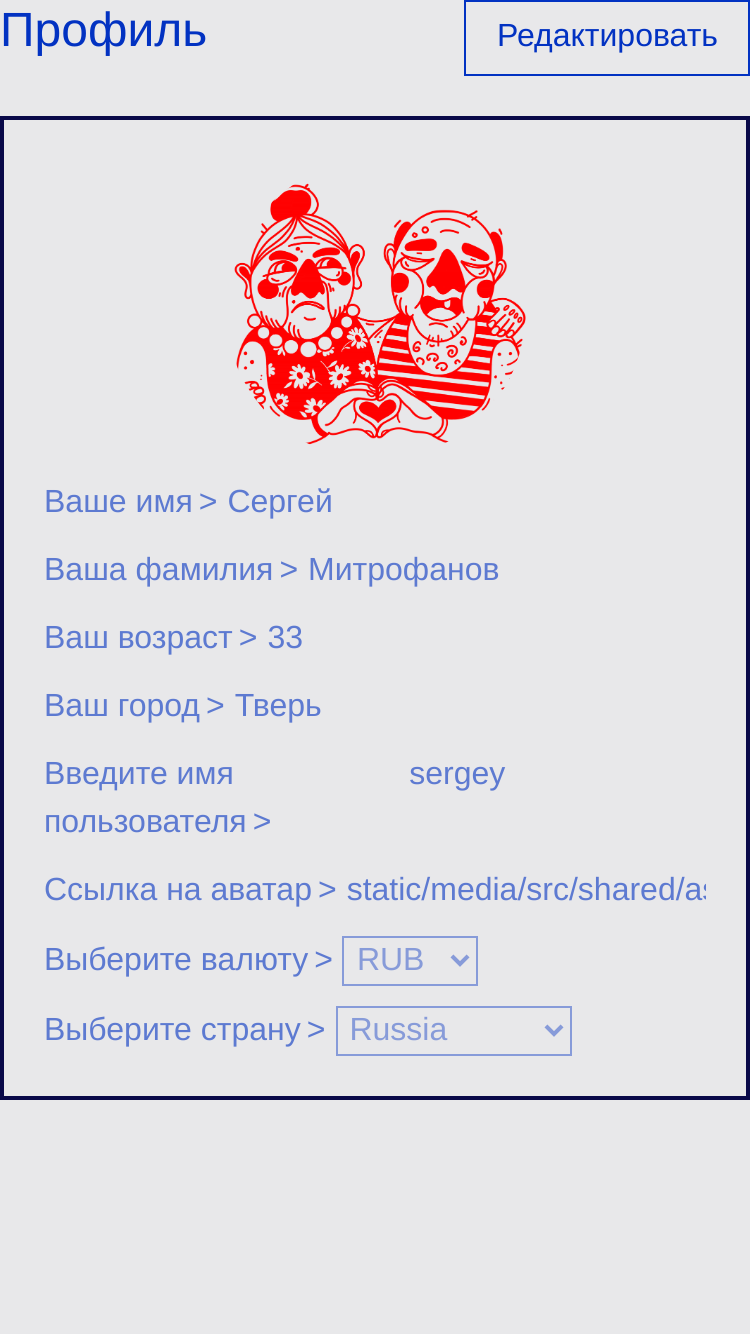 Профиль
Редактировать
Ваше имя > Сергей
Ваша фамилия > Митрофанов
Ваш возраст > 33
Ваш город > Тверь
Введите имя
пользователя >
sergey
Ссылка на аватар > static/media/src/shared/as
Выберите валюту > RUB
Выберите страну > Russia